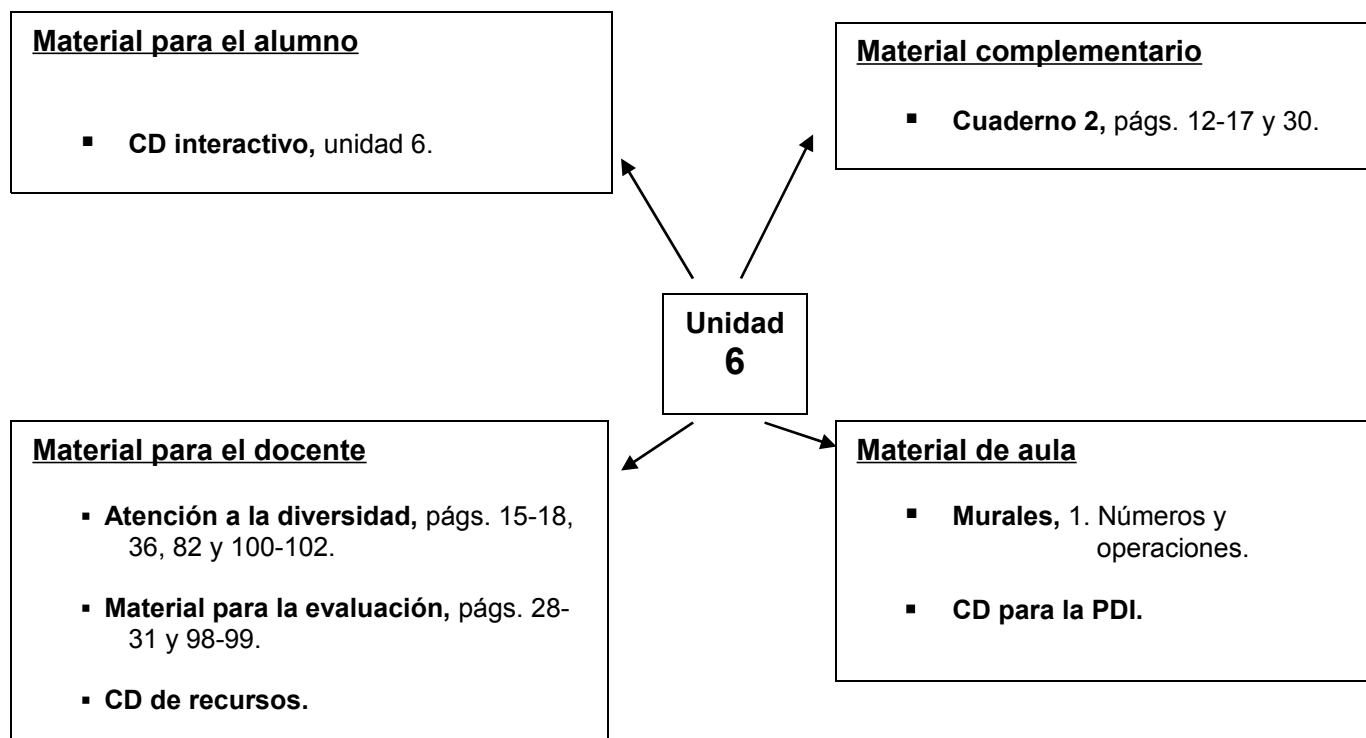 Material para el alumno
▪ CD interactivo, unidad 6.
Material complementario
▪ Cuaderno 2, págs. 12-17 y 30.
Unidad
6
Material para el docente
▪ Atención a la diversidad, págs. 15-18,
36, 82 y 100-102.
▪ Material para la evaluación, págs. 28-
31 y 98-99.
▪ CD de recursos.
Material de aula
▪ Murales, 1. Números y
operaciones.
▪ CD para la PDI.